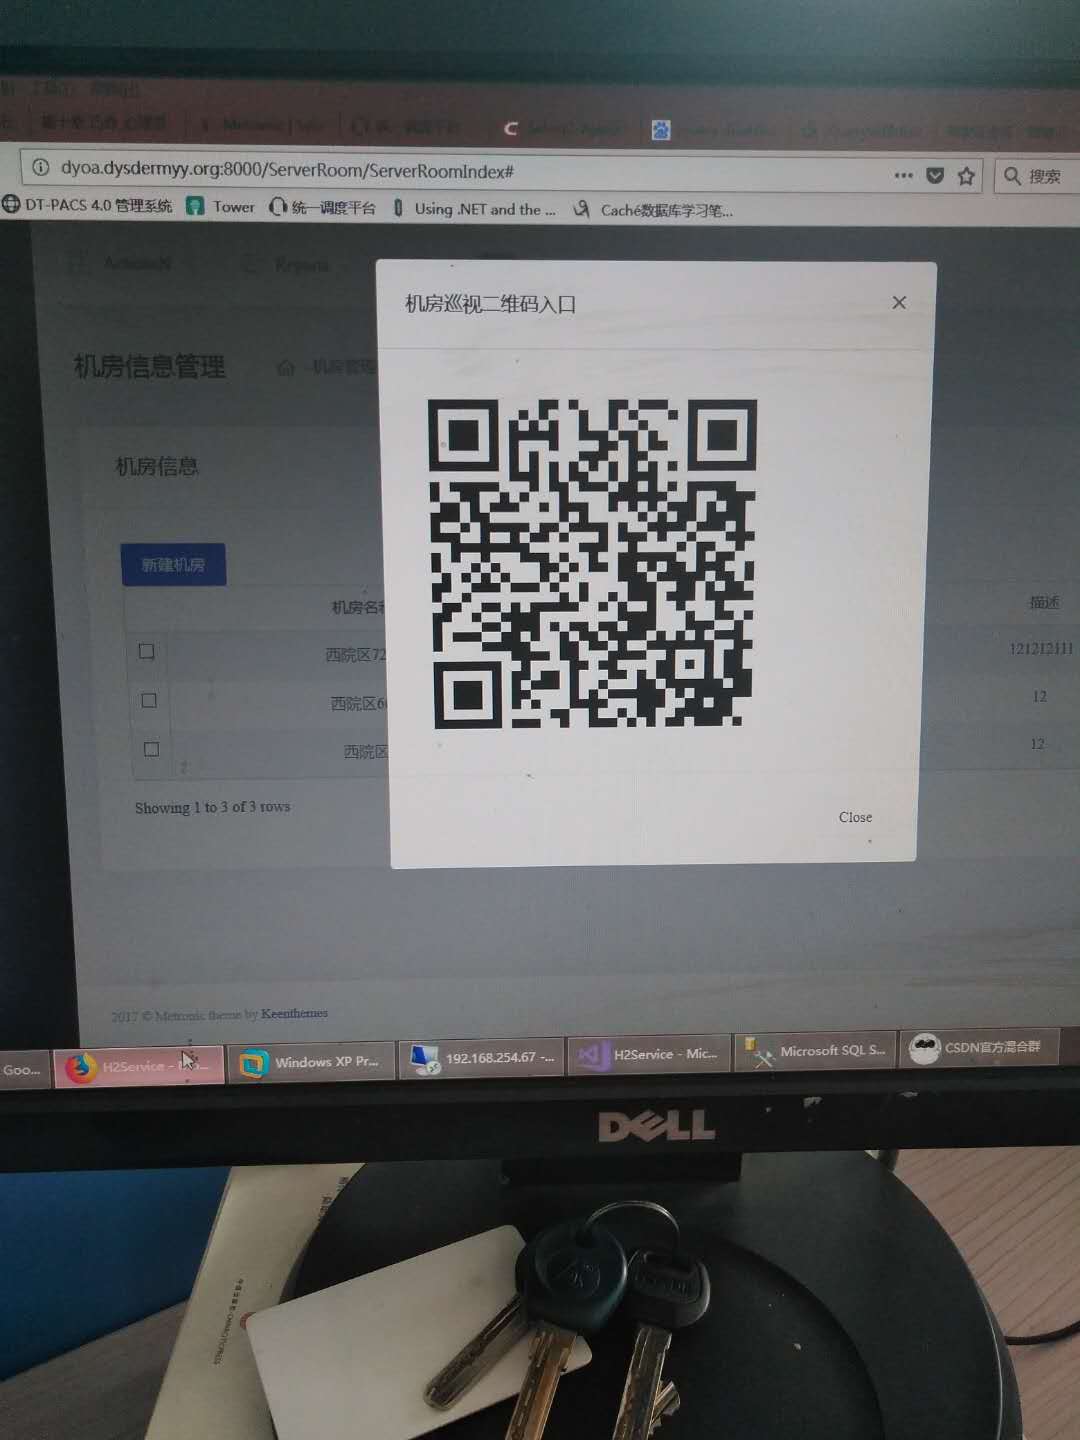 dyoa.dysdermyy.org:8000/ServerRoom/ServerRoomIndex#
搜索
DT-PACS 4.0 管理系统 Tower 统一调度平台 Using .NET and the ... Caché数据库学习笔...
Reports
机房巡视二维码入口 ×
机房信息管理 机房管理
机房信息
新建机房
机房名称 描述
西院区72 121212111
西院区6 12
西院区 12
Showing 1 to 3 of 3 rows
Close
2017 © Metronic theme by Keenthemes
Goo... H2Service - Windows XP Pr... 192.168.254.67 -... H2Service - Mic... Microsoft SQL S... CSDN官方混合群
DELL